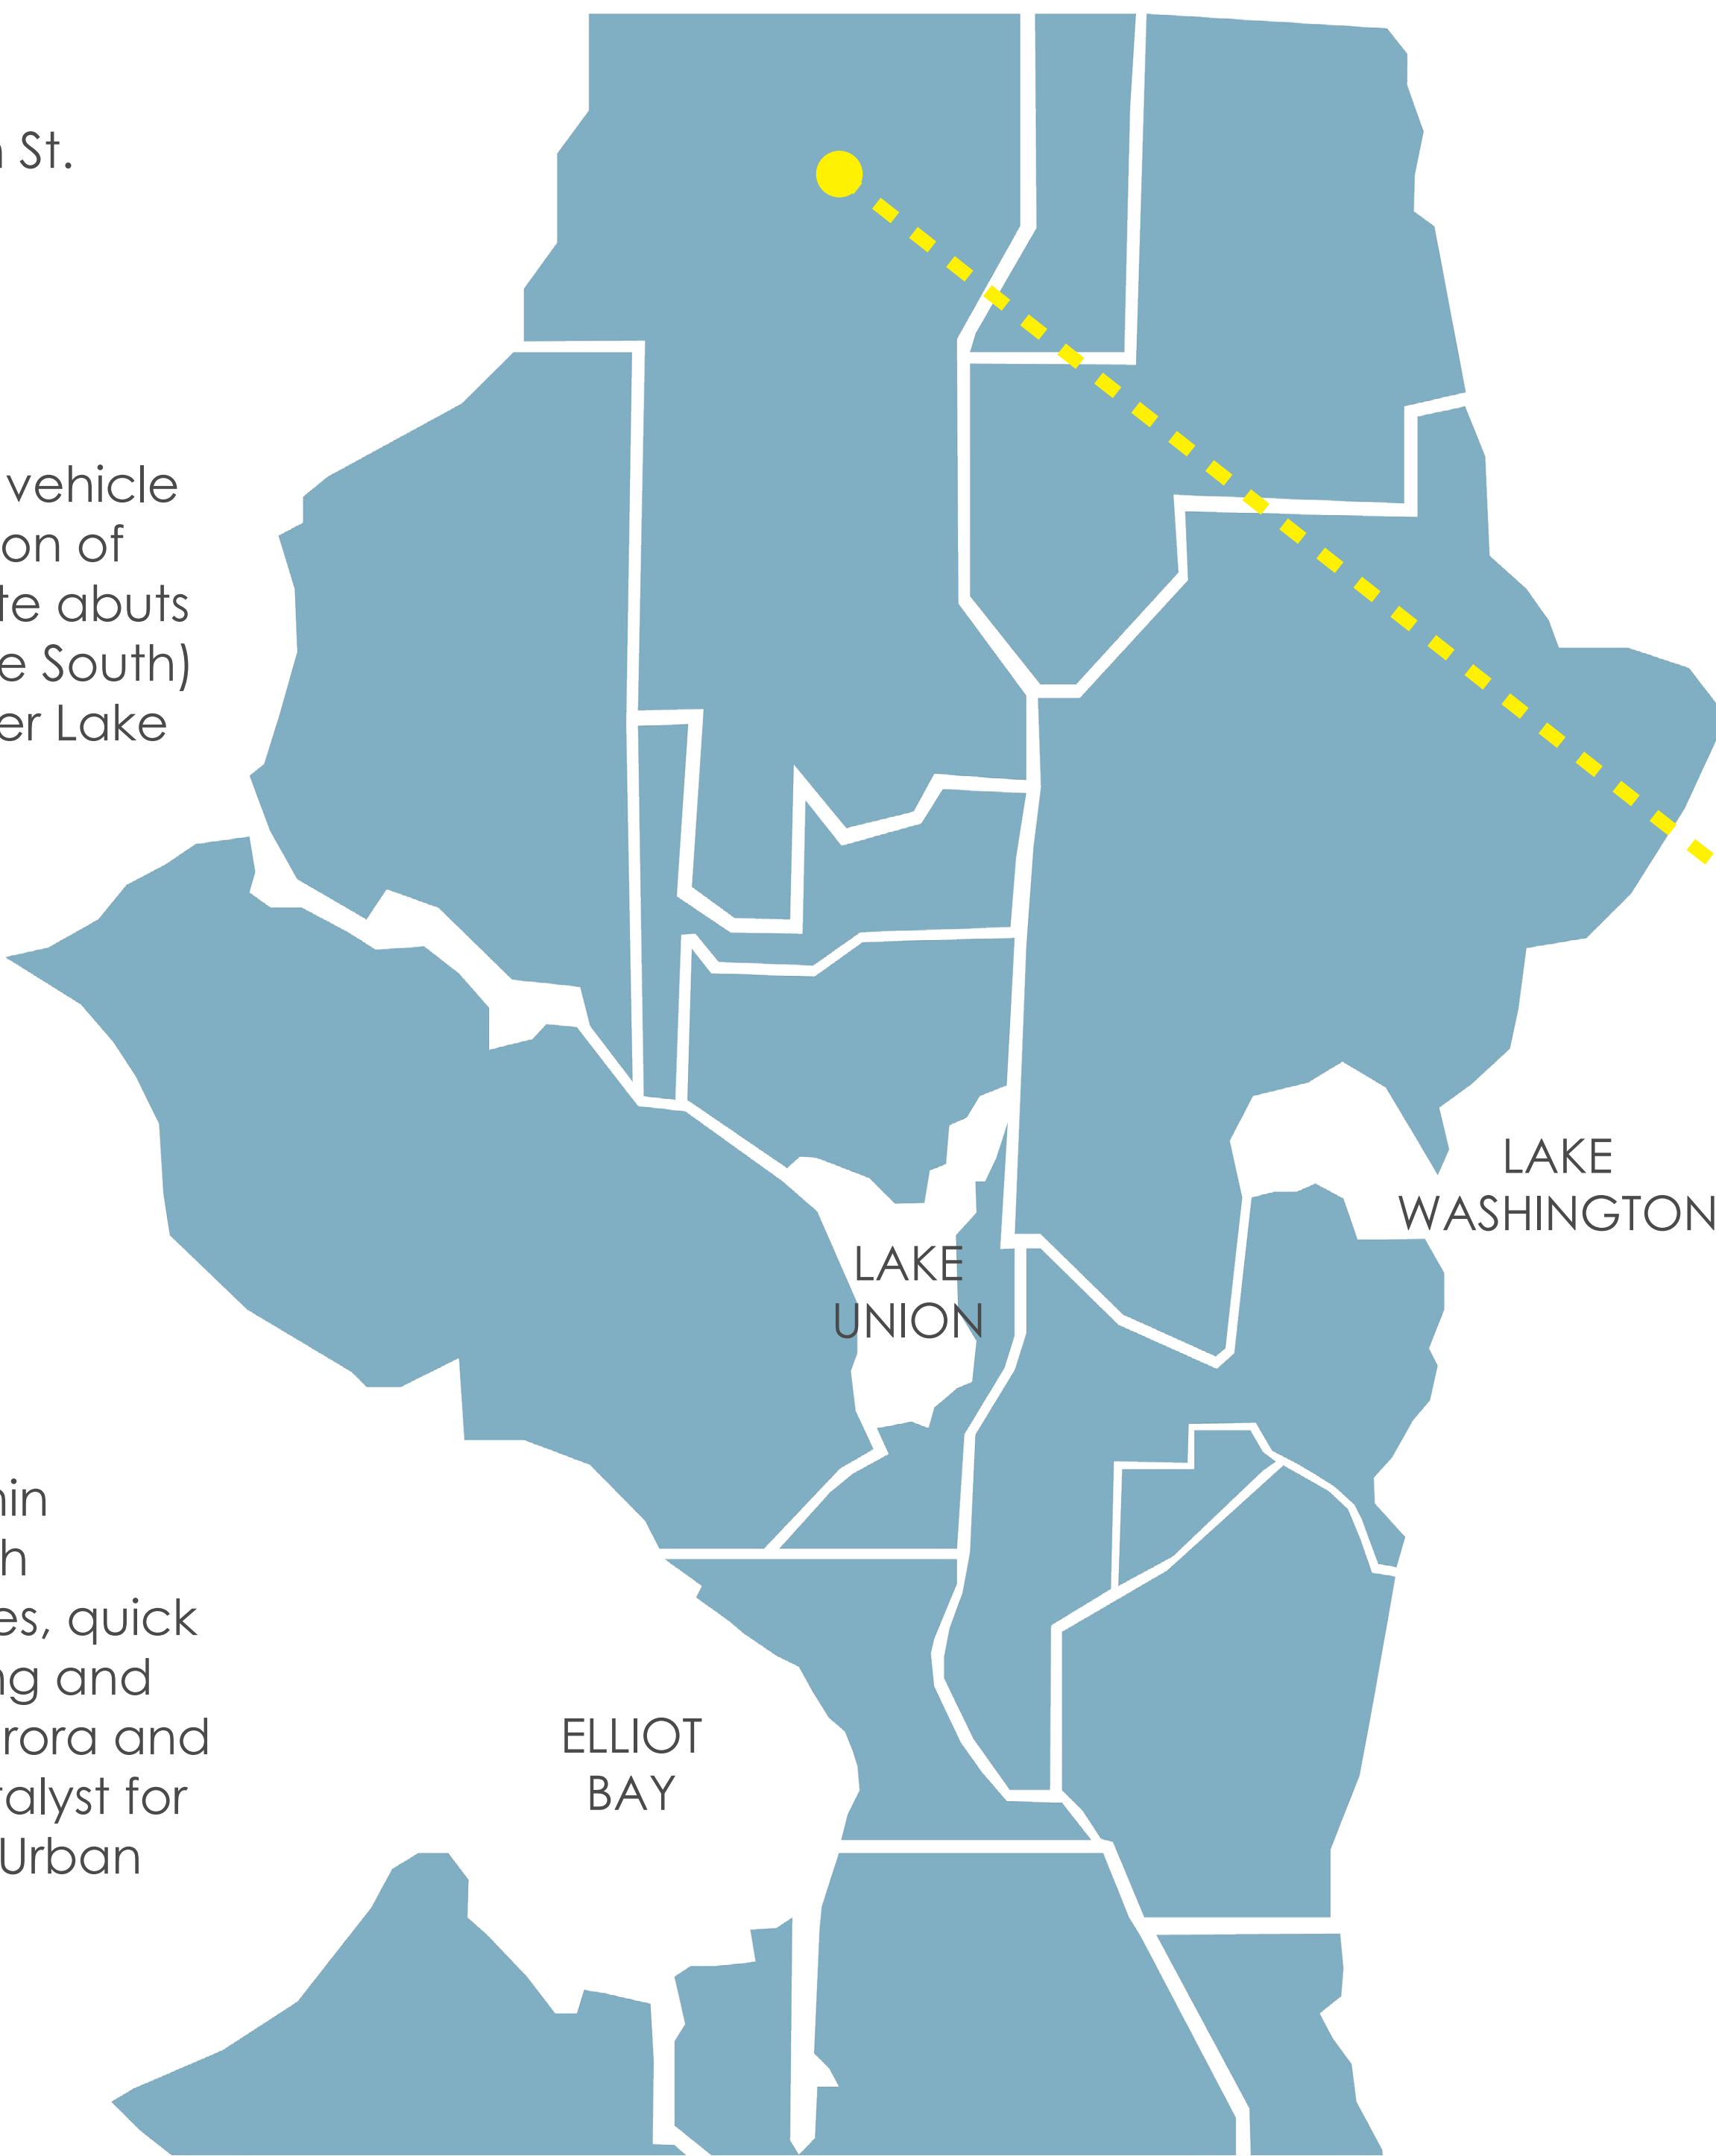 St.
vehicle
on of
te abuts
e South)
er Lake
LAKE
WASHINGTON
LAKE
UNION
in
h
es, quick
ng and
rora and
alyst for
Urban
ELLIOT
BAY